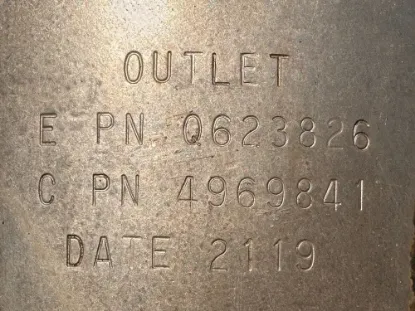 OUTLET
E PN Q623826
C PN 4969841
DATE 2119